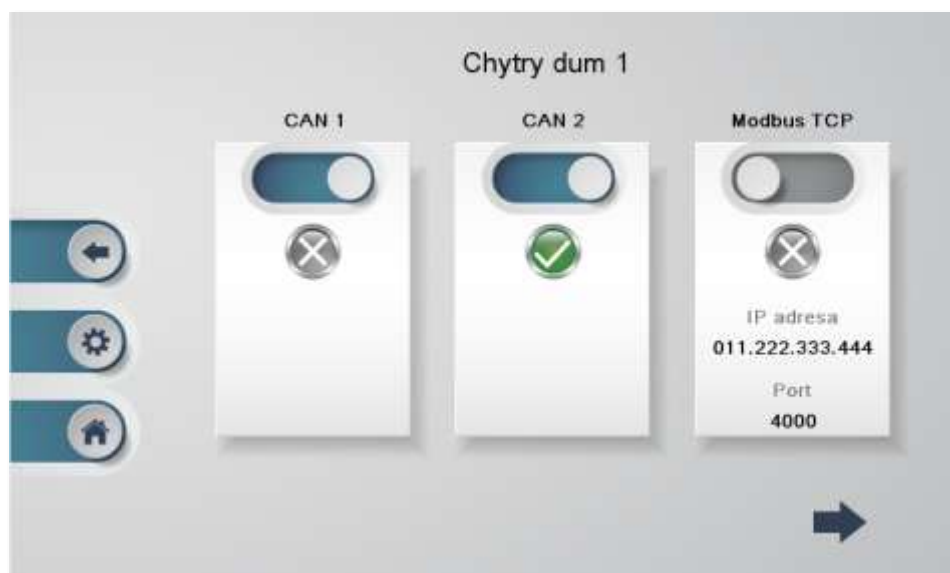 Chytry dum 1
CAN 1
CAN 2
Modbus TCP
IP adresa
011.222.333.444
Port
4000